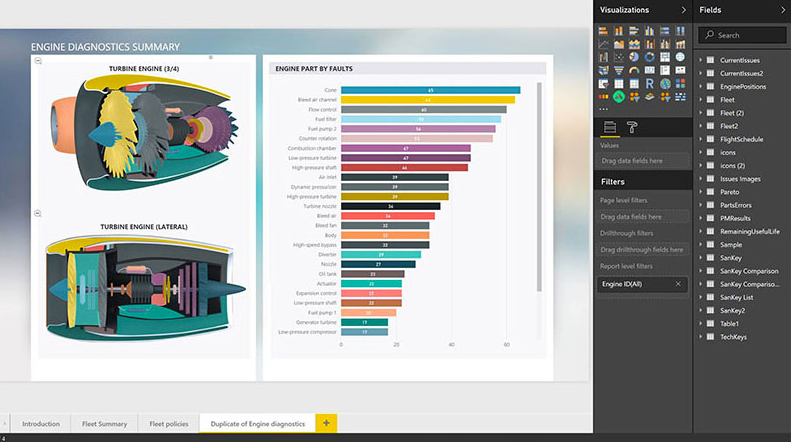 ENGINE DIAGNOSTICS SUMMARY
TURBINE ENGINE (3/4)
TURBINE ENGINE (LATERAL)
ENGINE PART BY FAULTS
Cone 65
Bleed air channel
Flow control 60
Fuel filter
Fuel pump 2 56
Counter rotation
Combustion chamber 47
Low-pressure turbine 47
High-pressure shaft 46
Air inlet 39
Dynamic pressurizer 39
High-pressure turbine 39
Turbine nozzle 36
Bleed air 34
Bleed fan 32
Body 32
High-speed bypass 32
Diverter 29
Nozzle 27
Oil tank 23
Actuator 22
Expansion control 22
Low-pressure shaft 22
Fuel pump 1 20
Generator turbine 17
Low-pressure compressor 17
0 20 40 60
Introduction
Fleet Summary
Fleet policies
Duplicate of Engine diagnostics
+
Visualizations
R
...
Values
Drag data fields here
Filters
Page level filters
Drag data fields here
Drillthrough filters
Drag drillthrough fields here
Report level filters
Engine ID(All)
Fields
Search
CurrentIssues
CurrentIssues2
EnginePositions
Fleet
Fleet (2)
Fleet2
FlightSchedule
icons
icons (2)
Issues Images
Pareto
PartsErrors
PMResults
RemainingUsefulLife
Sample
SanKey
SanKey Comparison
SanKey Compariso...
SanKey List
SanKey2
Table1
TechKeys
4